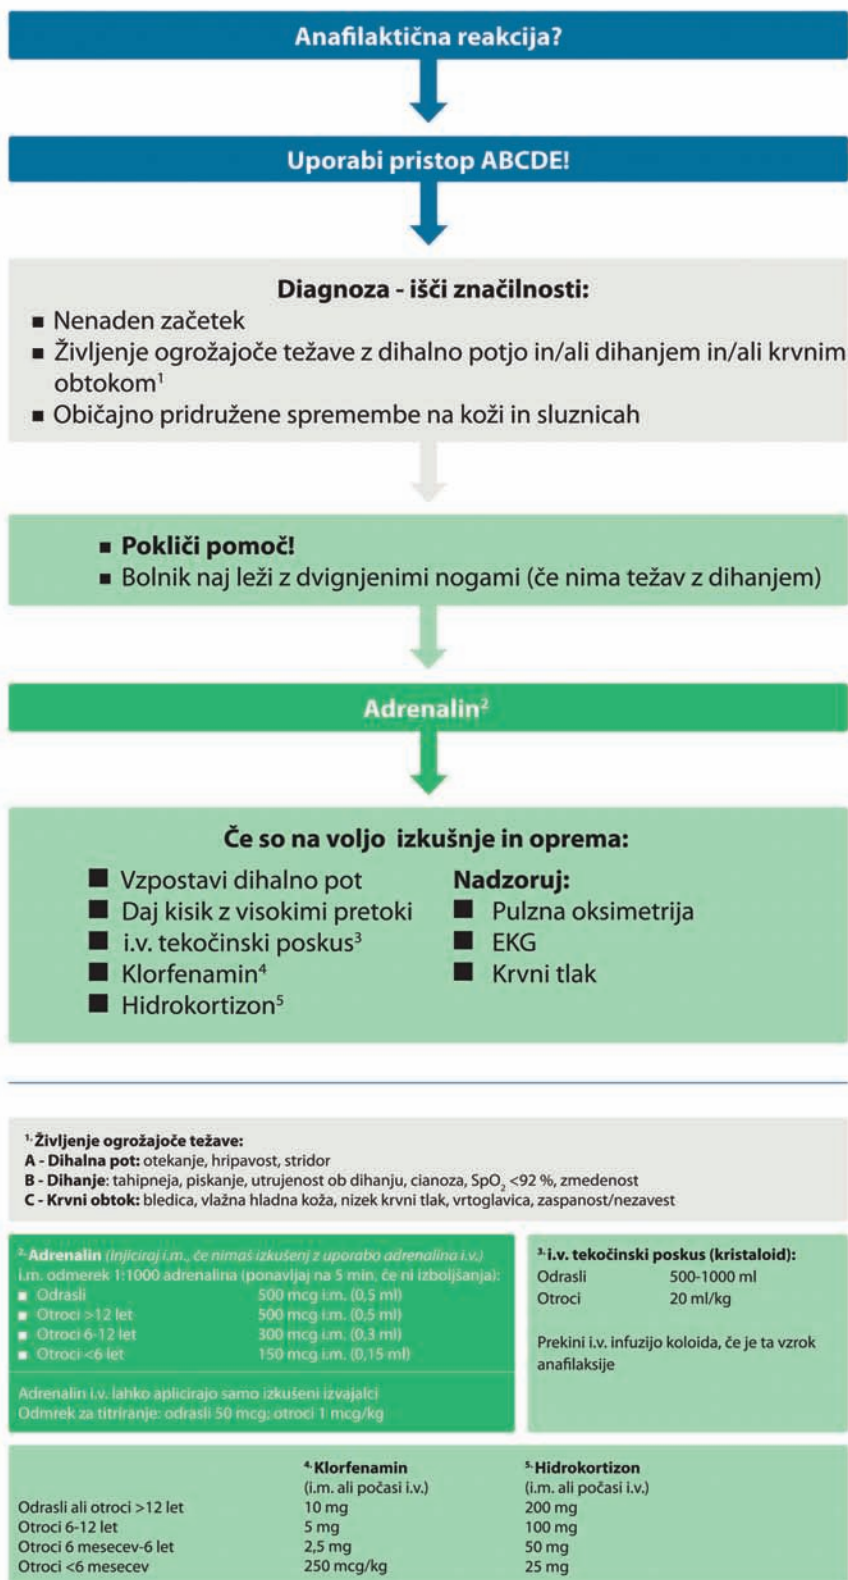 Anafilaktična reakcija?
Uporabi pristop ABCDE!
Diagnoza - išči značilnosti:
■ Nenaden začetek
■ Življenje ogrožajoče težave z dihalno potjo in/ali dihanjem in/ali krvnim
obtokom¹
■ Običajno pridružene spremembe na koži in sluznicah
■ Pokliči pomoč!
■ Bolnik naj leži z dvignjenimi nogami (če nima težav z dihanjem)
Adrenalin²
Če so na voljo izkušnje in oprema:
■ Vzpostavi dihalno pot
■ Daj kisik z visokimi pretoki
■ i.v. tekočinski poskus³
■ Klorfenamin⁴
■ Hidrokortizon⁵
Nadzoruj:
■ Pulzna oksimetrija
■ EKG
■ Krvni tlak
¹· Življenje ogrožajoče težave:
A - Dihalna pot: otekanje, hripavost, stridor
B - Dihanje: tahipneja, piskanje, utrujenost ob dihanju, cianoza, SpO₂ <92 %, zmedenost
C - Krvni obtok: bledica, vlažna hladna koža, nizek krvni tlak, vrtoglavica, zaspanost/nezavest
²· Adrenalin (injiciraj i.m., če nimaš izkušenj z uporabo adrenalina i.v.)
i.m. odmerek 1:1000 adrenalina (ponavljaj na 5 min, če ni izboljšanja):
■ Odrasli 500 mcg i.m. (0,5 ml)
■ Otroci >12 let 500 mcg i.m. (0,5 ml)
■ Otroci 6-12 let 300 mcg i.m. (0,3 ml)
■ Otroci <6 let 150 mcg i.m. (0,15 ml)
Adrenalin i.v. lahko aplicirajo samo izkušeni izvajalci
Odmrek za titriranje: odrasli 50 mcg; otroci 1 mcg/kg
³· i.v. tekočinski poskus (kristaloid):
Odrasli 500-1000 ml
Otroci 20 ml/kg
Prekini i.v. infuzijo koloida, če je ta vzrok
anafilaksije
⁴· Klorfenamin ⁵· Hidrokortizon
(i.m. ali počasi i.v.) (i.m. ali počasi i.v.)
Odrasli ali otroci >12 let 10 mg 200 mg
Otroci 6-12 let 5 mg 100 mg
Otroci 6 mesecev-6 let 2,5 mg 50 mg
Otroci <6 mesecev 250 mcg/kg 25 mg